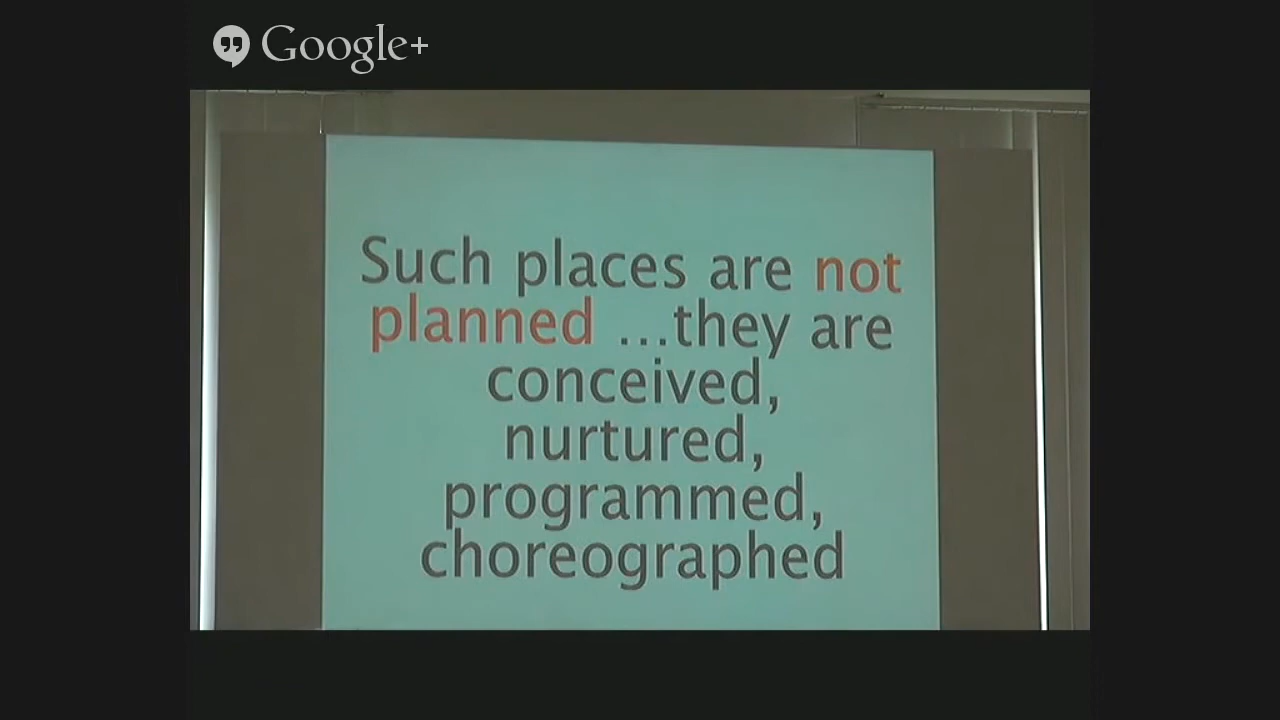 Google+
Such places are not
planned ...they are
conceived,
nurtured,
programmed,
choreographed